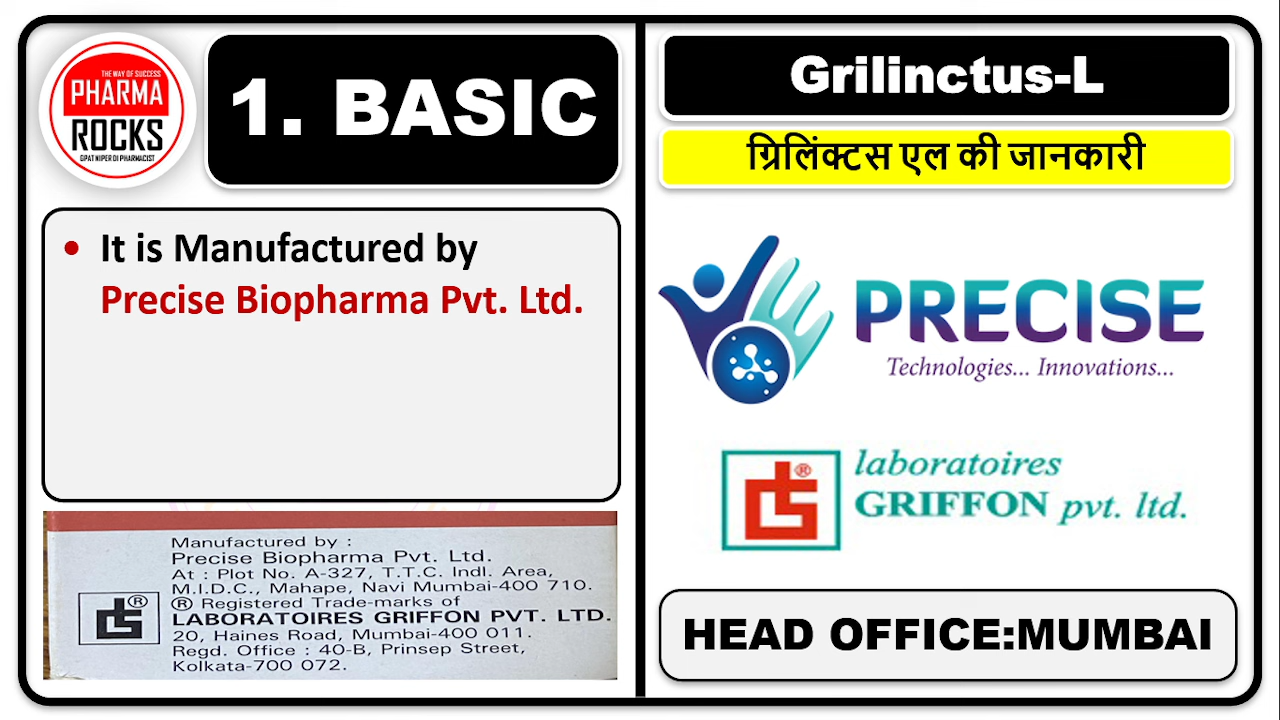 THE WAY OF SUCCESS
PHARMA
ROCKS
GPAT NIPER DI PHARMACIST
1. BASIC
• It is Manufactured by
Precise Biopharma Pvt. Ltd.
Manufactured by :
Precise Biopharma Pvt. Ltd.
At : Plot No. A-327, T.T.C. Indl. Area,
M.I.D.C., Mahape, Navi Mumbai-400 710.
® Registered Trade-marks of
LABORATOIRES GRIFFON PVT. LTD.
20, Haines Road, Mumbai-400 011.
Regd. Office : 40-B, Prinsep Street,
Kolkata-700 072.
®
Grilinctus-L
ग्रिलिंक्टस एल की जानकारी
PRECISE
Technologies... Innovations...
®
laboratoires
GRIFFON pvt. ltd.
HEAD OFFICE:MUMBAI